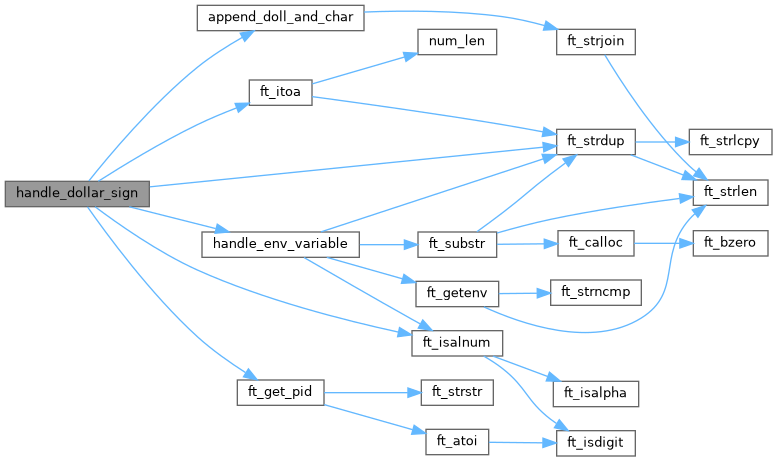 append_doll_and_char
num_len
ft_strjoin
ft_itoa
ft_strdup
ft_strlcpy
handle_dollar_sign
ft_strlen
handle_env_variable
ft_substr
ft_calloc
ft_bzero
ft_getenv
ft_strncmp
ft_isalnum
ft_get_pid
ft_strstr
ft_isalpha
ft_atoi
ft_isdigit